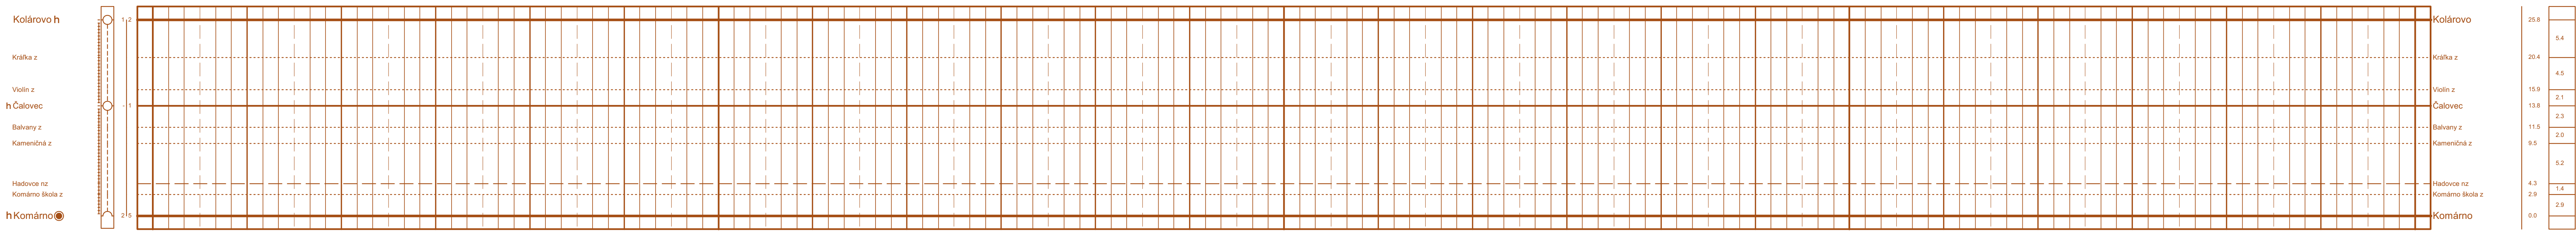 Kolárovo h 1 2 Kolárovo 25.8
5.4
Kráľka z Kráľka z 20.4
4.5
Violín z Violín z 15.9
2.1
h Čalovec - 1 Čalovec 13.8
2.3
Balvany z Balvany z 11.5
2.0
Kameničná z Kameničná z 9.5
5.2
Hadovce nz Hadovce nz 4.3
1.4
Komárno škola z Komárno škola z 2.9
2.9
h Komárno 2 5 Komárno 0.0